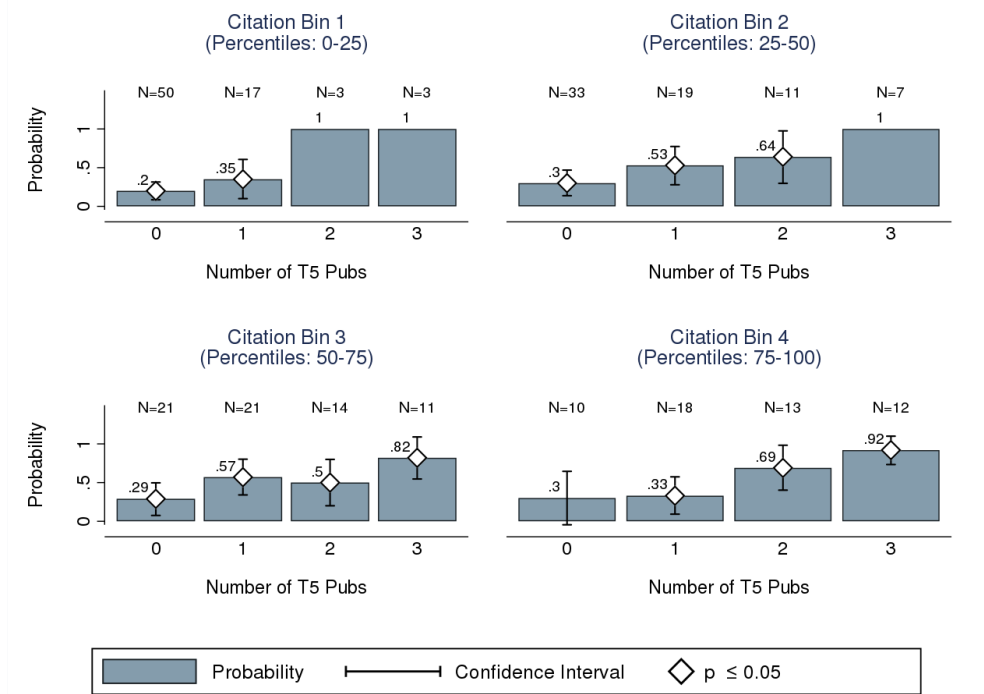 Citation Bin 1
(Percentiles: 0-25)
N=50 N=17 N=3 N=3
Probability
0 .5 1
.2 .35 1 1
0 1 2 3
Number of T5 Pubs
Citation Bin 2
(Percentiles: 25-50)
N=33 N=19 N=11 N=7
.3 .53 .64 1
0 1 2 3
Number of T5 Pubs
Citation Bin 3
(Percentiles: 50-75)
N=21 N=21 N=14 N=11
Probability
0 .5 1
.29 .57 .5 .82
0 1 2 3
Number of T5 Pubs
Citation Bin 4
(Percentiles: 75-100)
N=10 N=18 N=13 N=12
.3 .33 .69 .92
0 1 2 3
Number of T5 Pubs
Probability Confidence Interval p ≤ 0.05